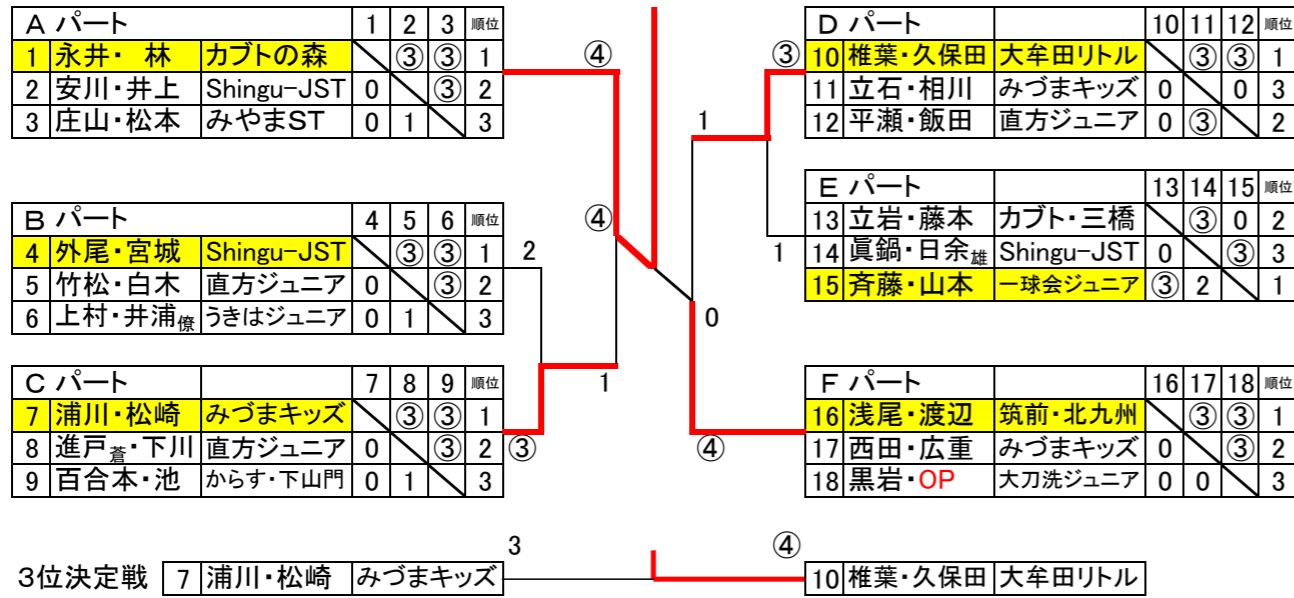 A パート 1 2 3 順位
1 永井・ 林 カブトの森 ③ ③ 1
2 安川・井上 Shingu-JST 0 ③ 2
3 庄山・松本 みやまST 0 1 3
B パート 4 5 6 順位
4 外尾・宮城 Shingu-JST ③ ③ 1
5 竹松・白木 直方ジュニア 0 ③ 2
6 上村・井浦僚 うきはジュニア 0 1 3
C パート 7 8 9 順位
7 浦川・松崎 みづまキッズ ③ ③ 1
8 進戸蒼・下川 直方ジュニア 0 ③ 2
9 百合本・池 からす・下山門 0 1 3
④
④
2
1
③
D パート 10 11 12 順位
10 椎葉・久保田 大牟田リトル ③ ③ 1
11 立石・相川 みづまキッズ 0 0 3
12 平瀬・飯田 直方ジュニア 0 ③ 2
E パート 13 14 15 順位
13 立岩・藤本 カブト・三橋 ③ 0 2
14 眞鍋・日余雄 Shingu-JST 0 ③ 3
15 斉藤・山本 一球会ジュニア ③ 2 1
F パート 16 17 18 順位
16 浅尾・渡辺 筑前・北九州 ③ ③ 1
17 西田・広重 みづまキッズ 0 ③ 2
18 黒岩・OP 大刀洗ジュニア 0 0 3
③
1
1
0
④
3位決定戦 7 浦川・松崎 みづまキッズ 3 ④ 10 椎葉・久保田 大牟田リトル